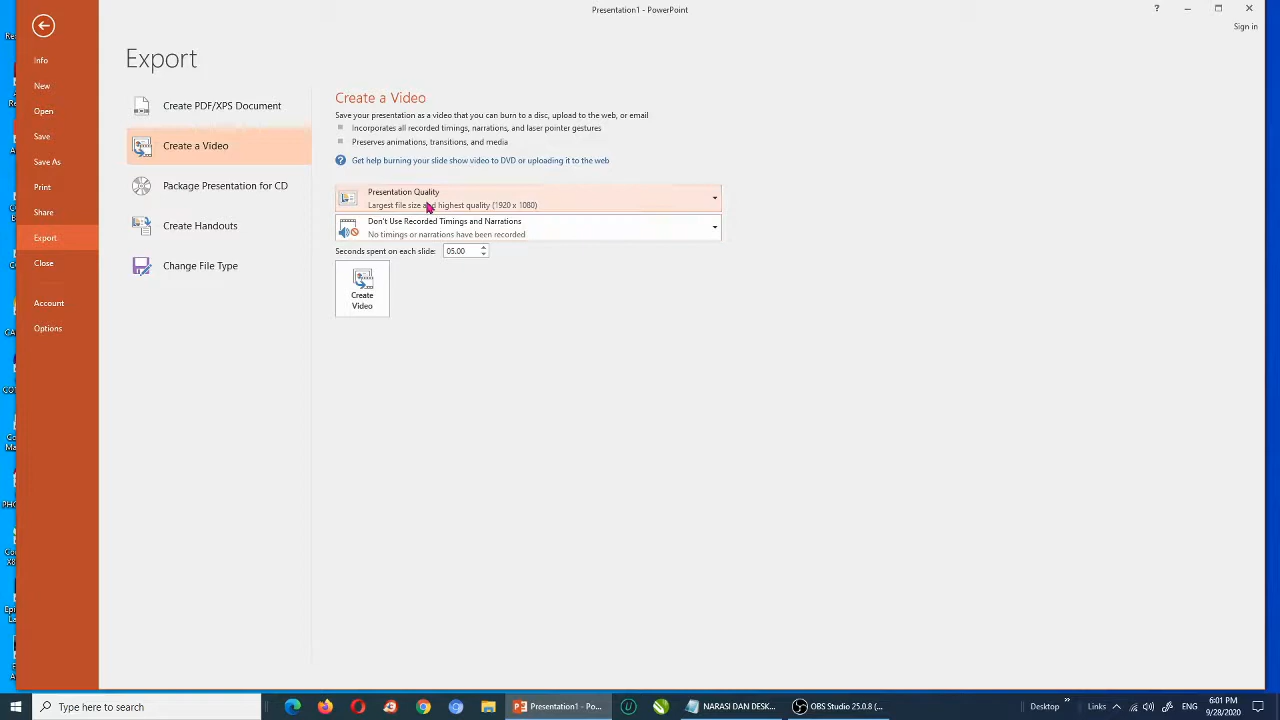 Presentation1 - PowerPoint
?
Sign in
Info
New
Open
Save
Save As
Print
Share
Export
Close
Account
Options
Export
Create PDF/XPS Document
Create a Video
Package Presentation for CD
Create Handouts
Change File Type
Create a Video
Save your presentation as a video that you can burn to a disc, upload to the web, or email
Incorporates all recorded timings, narrations, and laser pointer gestures
Preserves animations, transitions, and media
Get help burning your slide show video to DVD or uploading it to the web
Presentation Quality
Largest file size and highest quality (1920 x 1080)
Don't Use Recorded Timings and Narrations
No timings or narrations have been recorded
Seconds spent on each slide: 05.00
Create
Video
Type here to search
Presentation1 - Po...
NARASI DAN DESK...
OBS Studio 25.0.8 (...
Desktop
Links
6:01 PM
9/28/2020